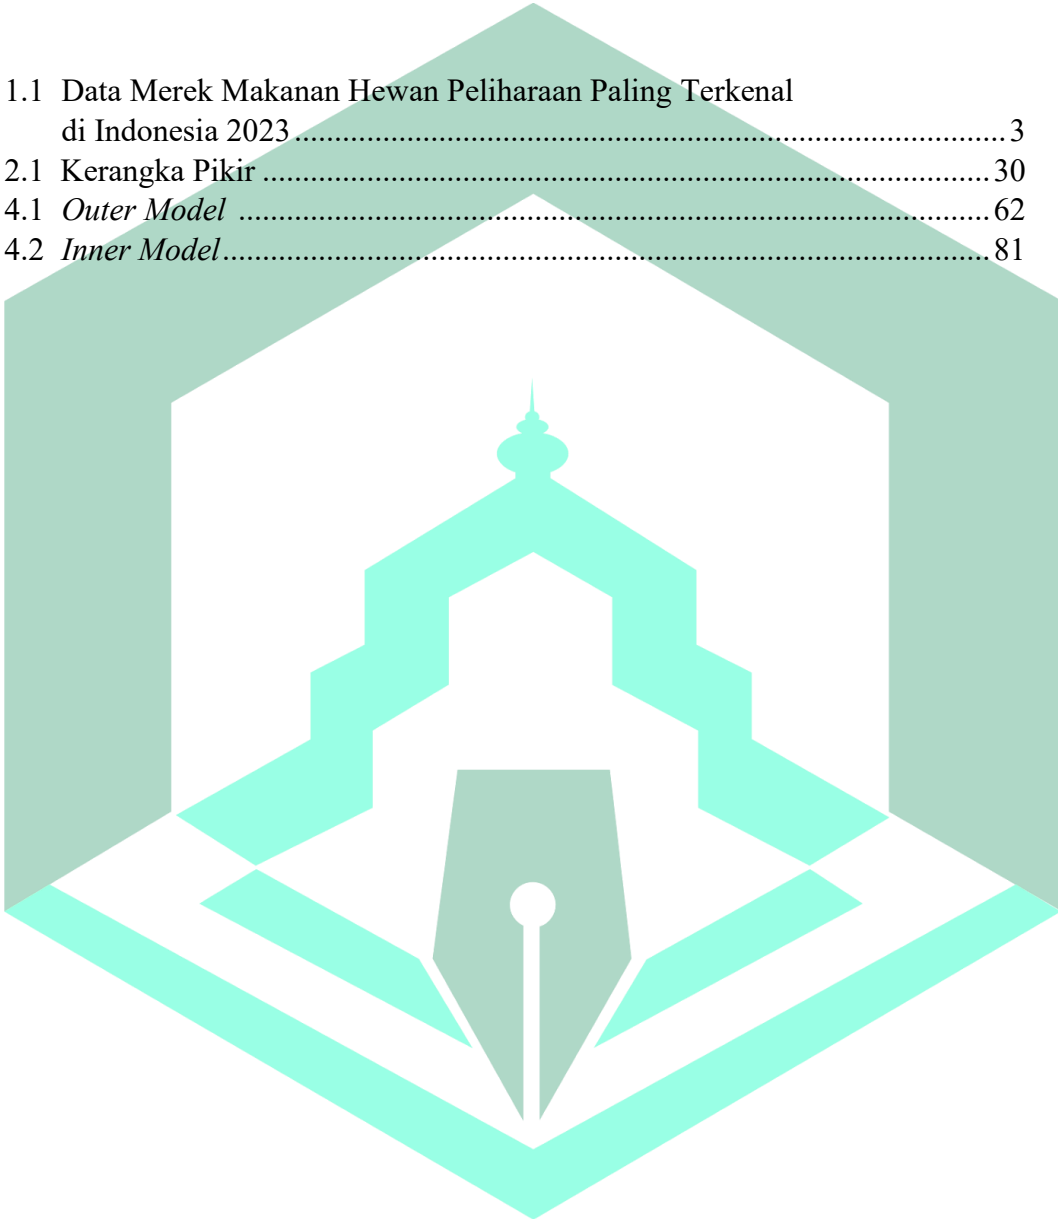 1.1 Data Merek Makanan Hewan Peliharaan Paling Terkenal
di Indonesia 2023.......................................................................................... 3
2.1 Kerangka Pikir .............................................................................................. 30
4.1 Outer Model ................................................................................................ 62
4.2 Inner Model.................................................................................................. 81